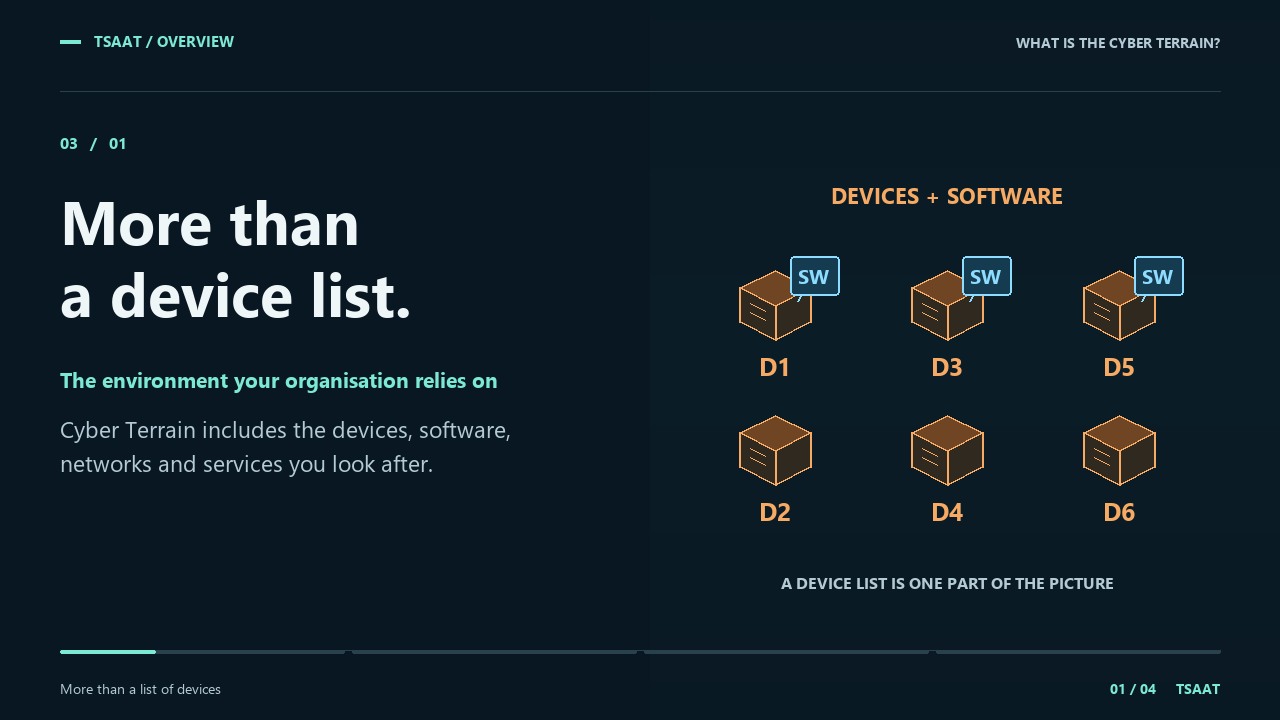 TSAAT / OVERVIEW
WHAT IS THE CYBER TERRAIN?
03 / 01
More than
a device list.
The environment your organisation relies on
Cyber Terrain includes the devices, software,
networks and services you look after.
DEVICES + SOFTWARE
SW
SW
SW
D1
D3
D5
D2
D4
D6
A DEVICE LIST IS ONE PART OF THE PICTURE
More than a list of devices
01 / 04
TSAAT